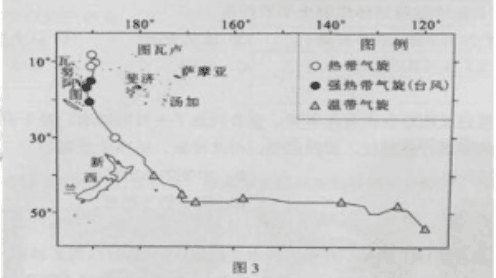 180° 160° 140° 120°
10°
30°
50°
图瓦卢
瓦努阿图
斐济
萨摩亚
汤加
新西兰
图 例
○ 热带气旋
● 强热带气旋(台风)
△ 温带气旋
图 3